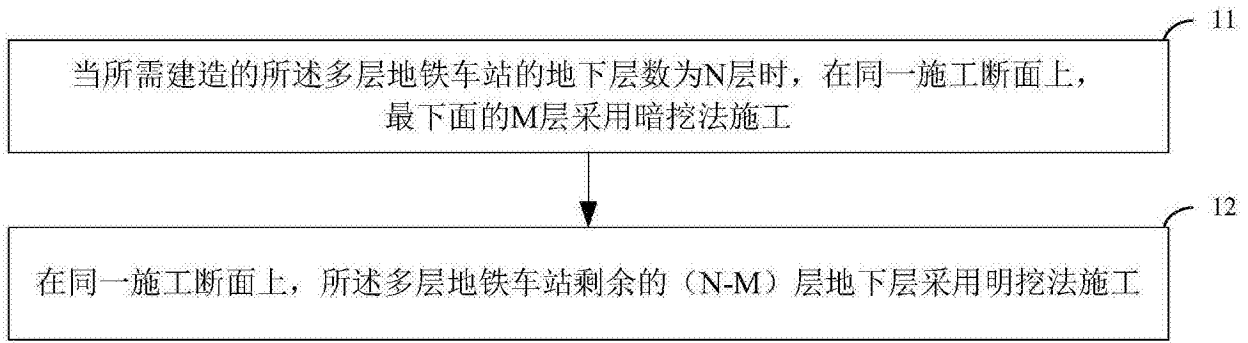 11
当所需建造的所述多层地铁车站的地下层数为N层时，在同一施工断面上，
最下面的M层采用暗挖法施工
12
在同一施工断面上，所述多层地铁车站剩余的（N-M）层地下层采用明挖法施工